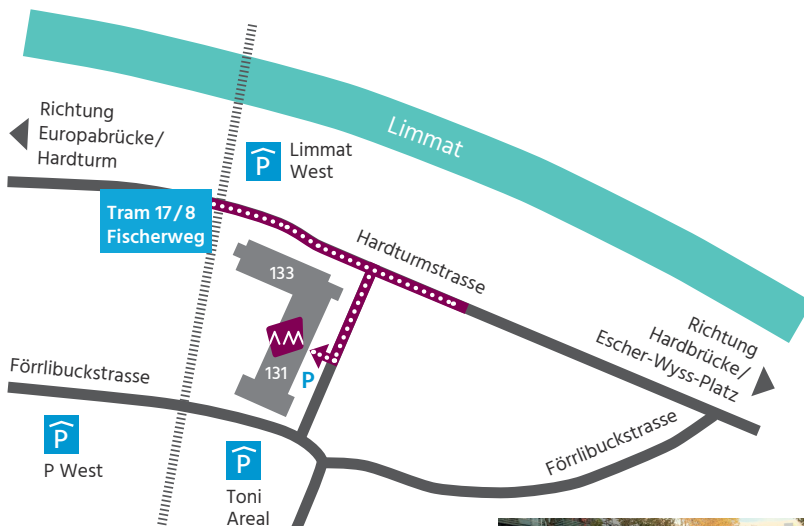 Limmat
Richtung
Europabrücke/
Hardturm
P
Limmat
West
Tram 17/8
Fischerweg
Hardturmstrasse
133
131
P
Richtung
Hardbrücke/
Escher-Wyss-Platz
Förrlibuckstrasse
P
P West
P
Toni
Areal
Förrlibuckstrasse